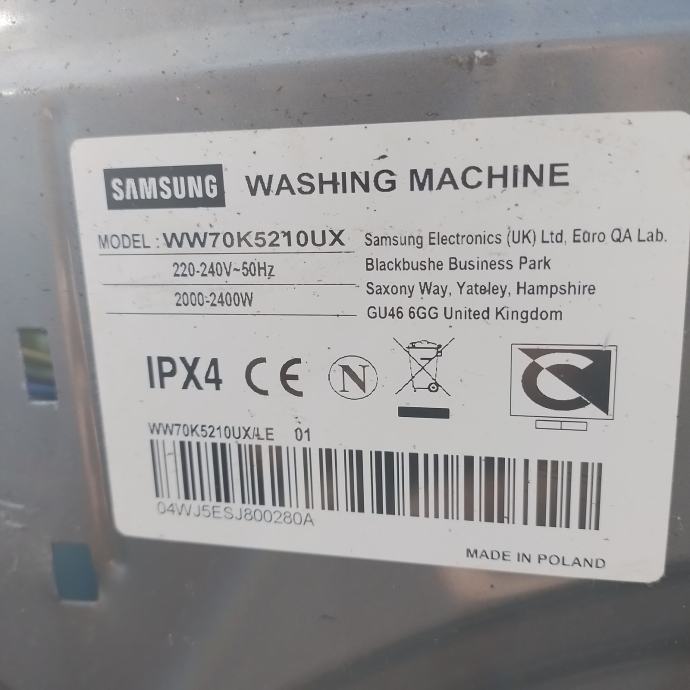 SAMSUNG WASHING MACHINE
MODEL : WW70K5210UX
220-240V~50Hz
2000-2400W
Samsung Electronics (UK) Ltd, Euro QA Lab.
Blackbushe Business Park
Saxony Way, Yateley, Hampshire
GU46 6GG United Kingdom
IPX4 CE N
WW70K5210UX/LE 01
04WJ5ESJ800280A
MADE IN POLAND